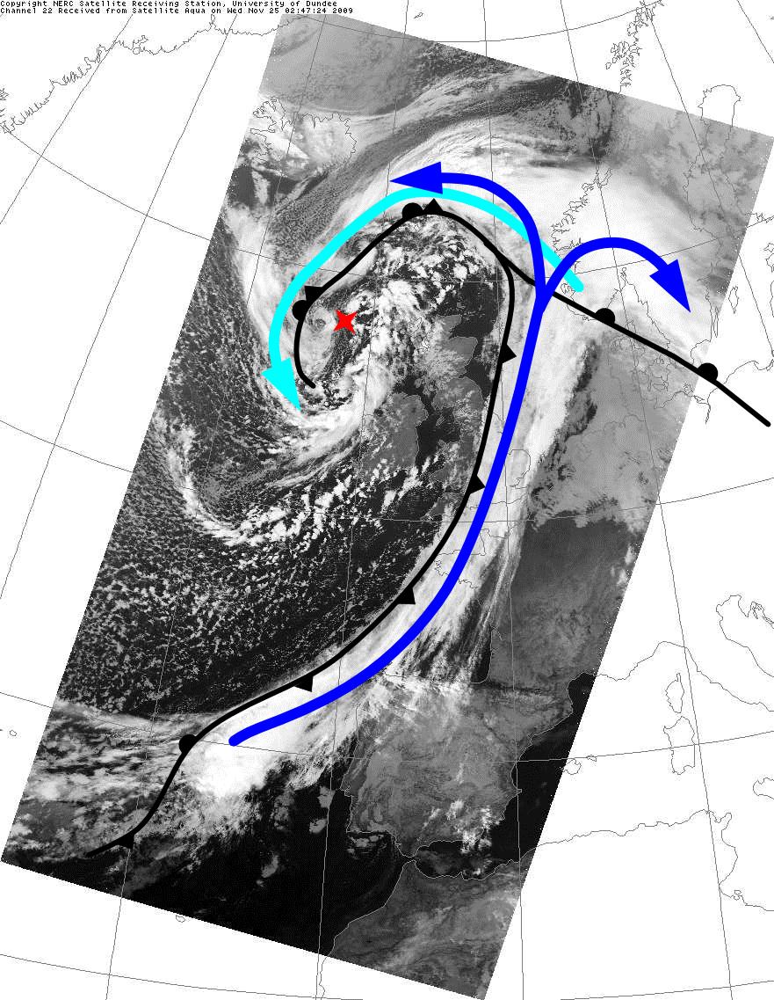 Copyright NERC Satellite Receiving Station, University of Dundee
Channel 22 Received from Satellite Aqua on Wed Nov 25 02:47:24 2009